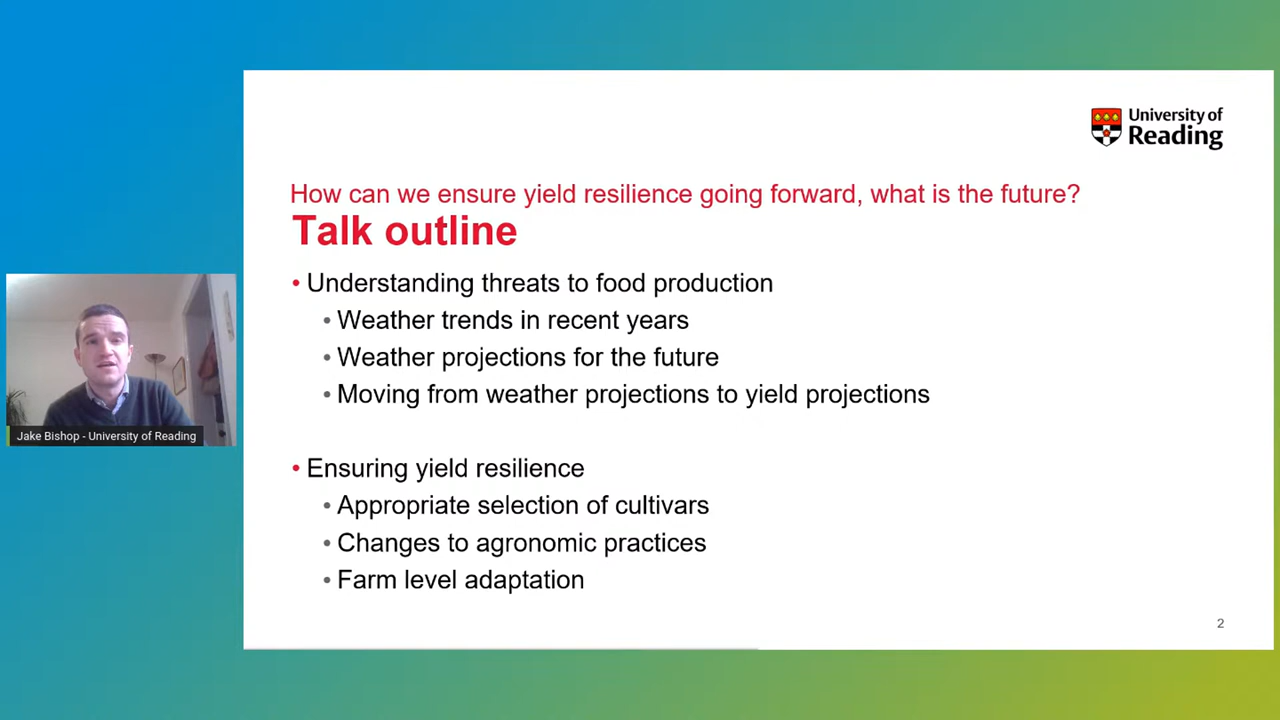 University of
Reading
How can we ensure yield resilience going forward, what is the future?
Talk outline
• Understanding threats to food production
• Weather trends in recent years
• Weather projections for the future
• Moving from weather projections to yield projections
• Ensuring yield resilience
• Appropriate selection of cultivars
• Changes to agronomic practices
• Farm level adaptation
2
Jake Bishop - University of Reading